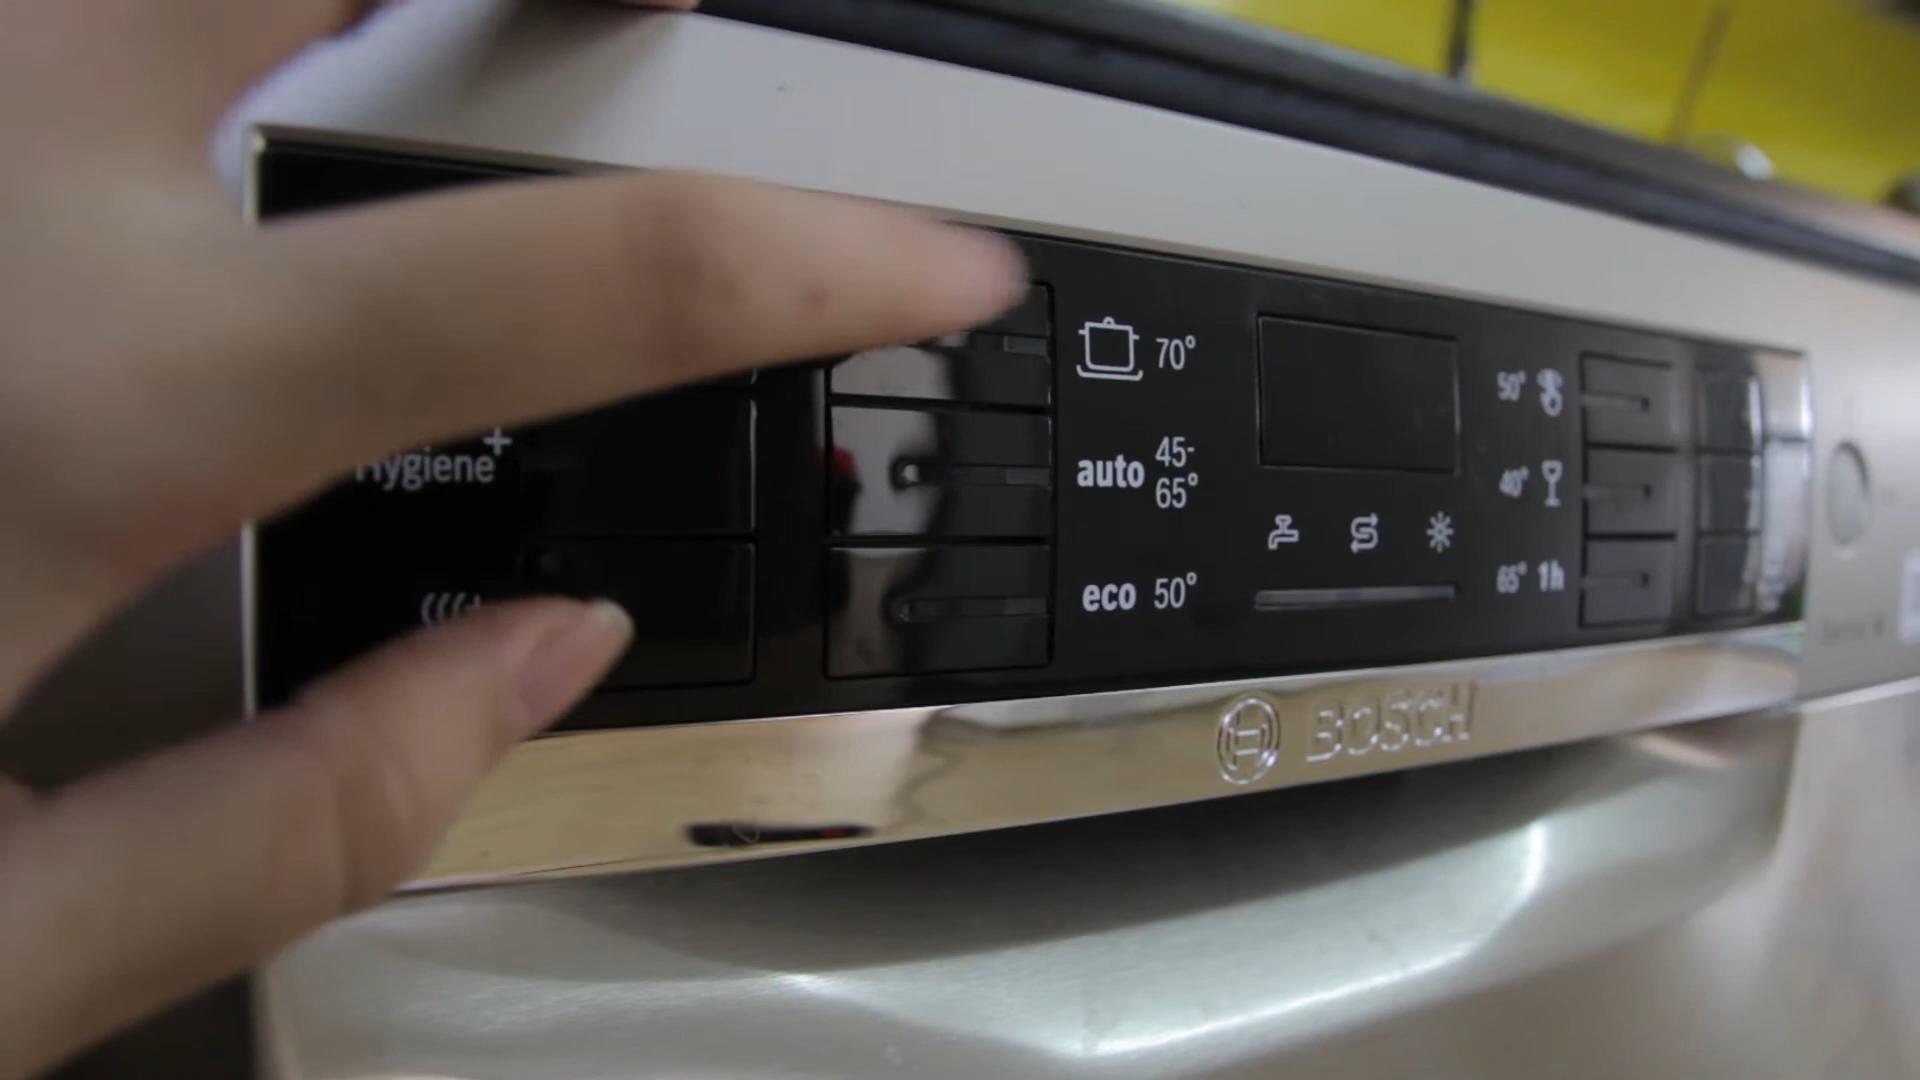 70°
auto 45-
65°
eco 50°
Hygiene+
50°
40°
65° 1h
BOSCH